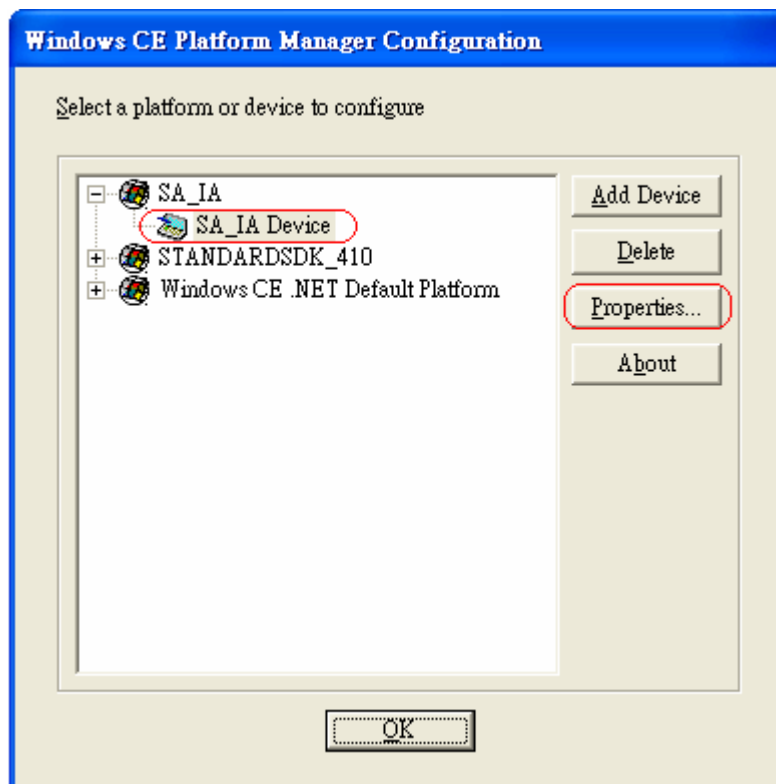 Windows CE Platform Manager Configuration
Select a platform or device to configure
SA_IA
SA_IA Device
STANDARDSDK_410
Windows CE .NET Default Platform
Add Device
Delete
Properties...
About
OK